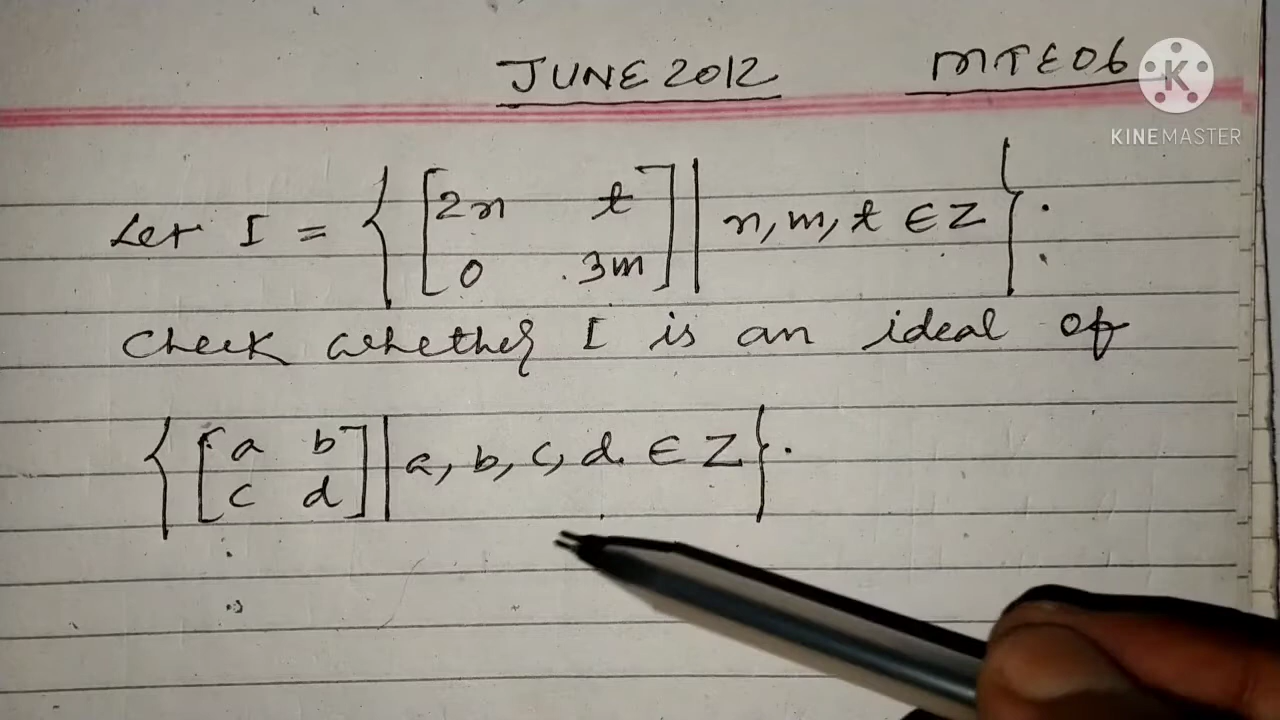 JUNE 2012 MTE06
K
KINEMASTER
Let I = { [ 2n t | n, m, t ∈ Z } .
0 3m ]
Check whether I is an ideal of
{ [ a b | a, b, c, d. ∈ Z } .
c d ]